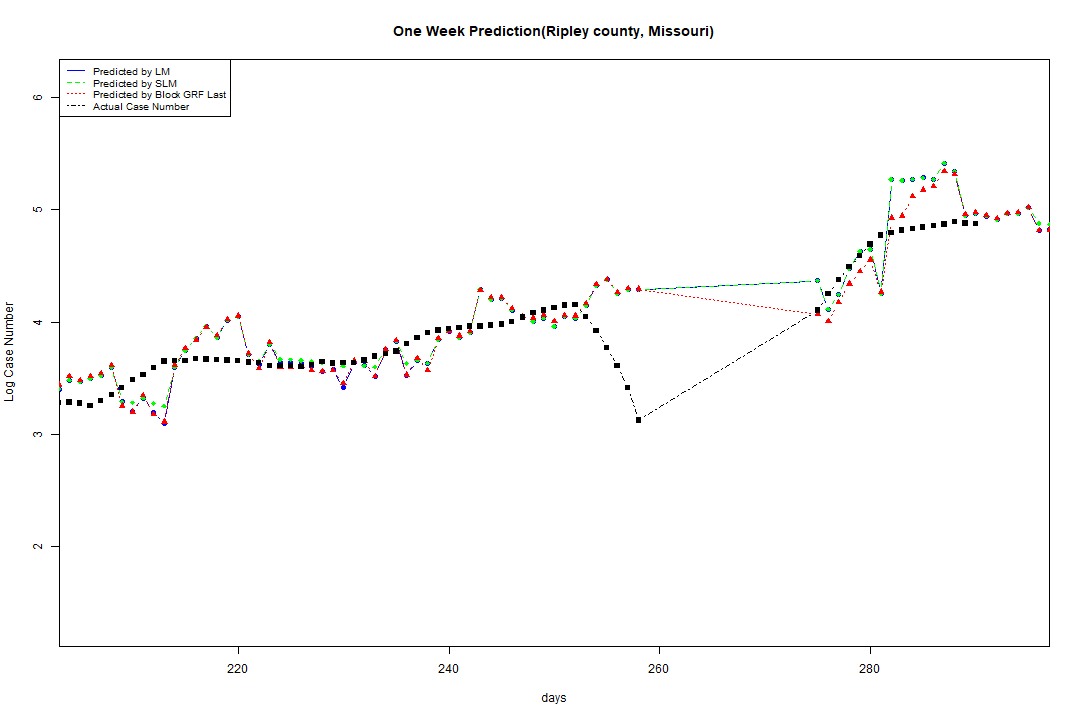 One Week Prediction(Ripley county, Missouri)
Predicted by LM
Predicted by SLM
Predicted by Block GRF Last
Actual Case Number
6
5
4
3
2
Log Case Number
220 240 260 280
days